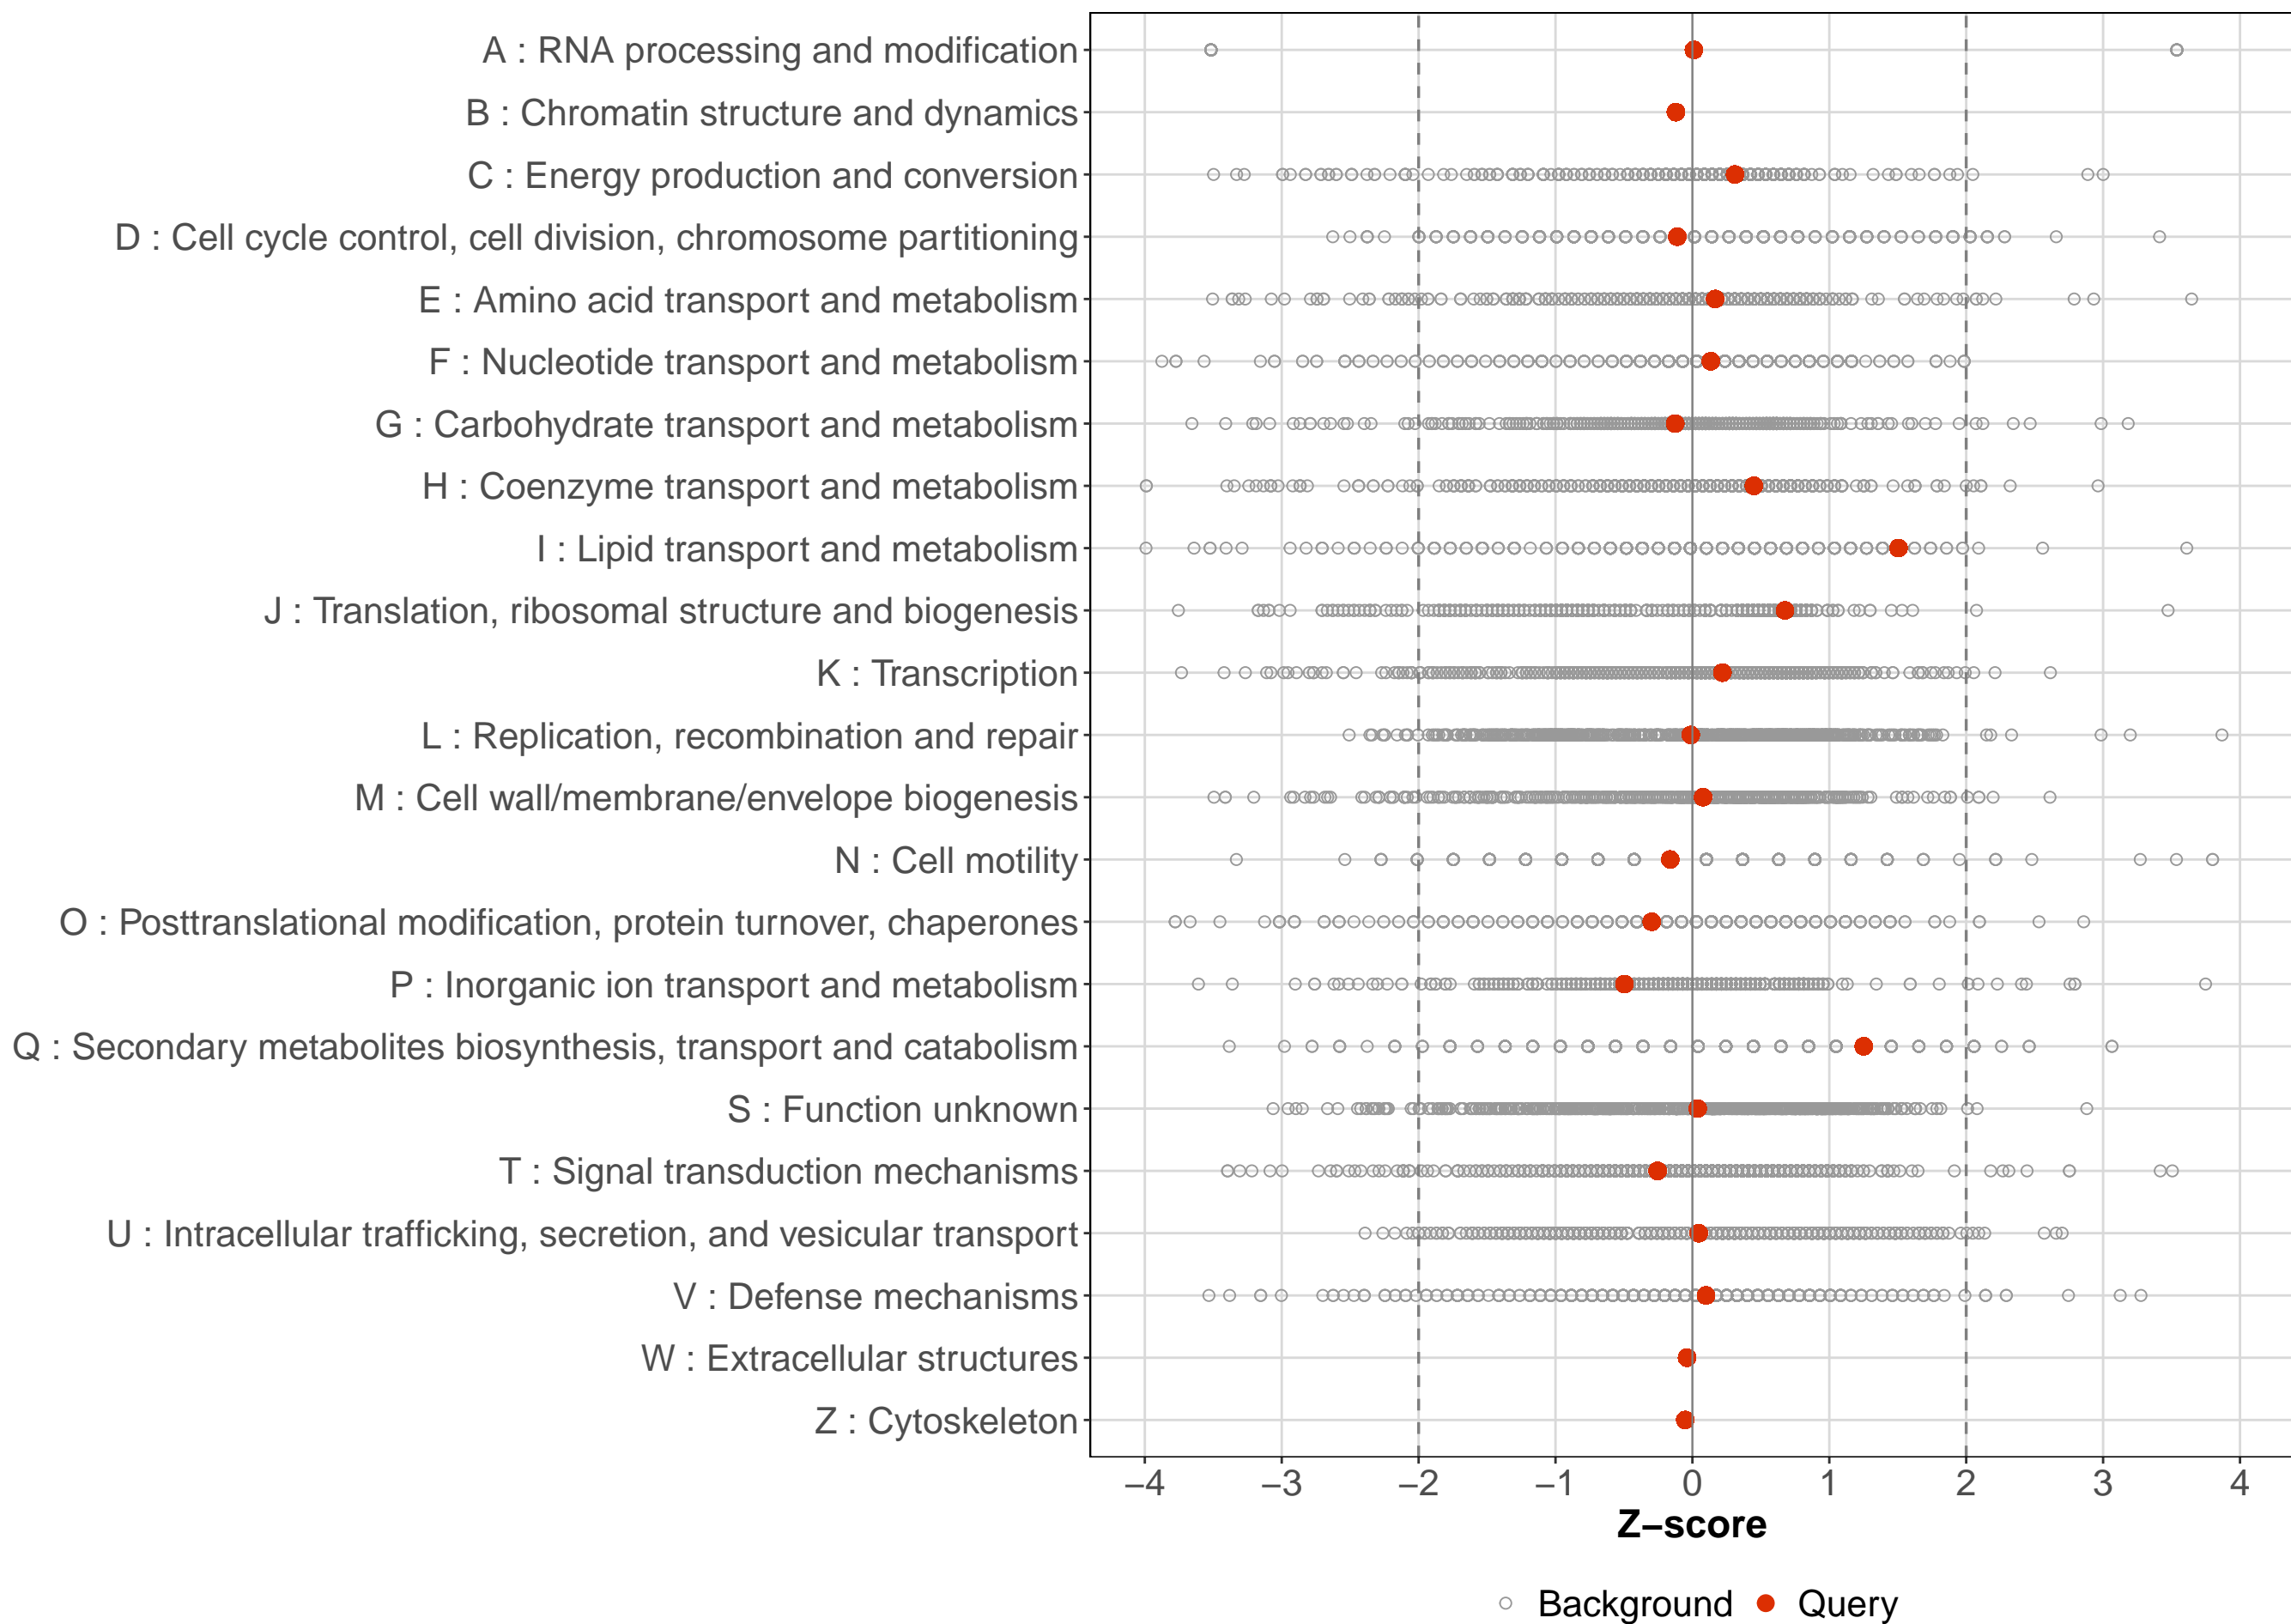 A : RNA processing and modification
B : Chromatin structure and dynamics
C : Energy production and conversion
D : Cell cycle control, cell division, chromosome partitioning
E : Amino acid transport and metabolism
F : Nucleotide transport and metabolism
G : Carbohydrate transport and metabolism
H : Coenzyme transport and metabolism
I : Lipid transport and metabolism
J : Translation, ribosomal structure and biogenesis
K : Transcription
L : Replication, recombination and repair
M : Cell wall/membrane/envelope biogenesis
N : Cell motility
O : Posttranslational modification, protein turnover, chaperones
P : Inorganic ion transport and metabolism
Q : Secondary metabolites biosynthesis, transport and catabolism
S : Function unknown
T : Signal transduction mechanisms
U : Intracellular trafficking, secretion, and vesicular transport
V : Defense mechanisms
W : Extracellular structures
Z : Cytoskeleton
−4 −3 −2 −1 0 1 2 3 4
Z−score
Background Query